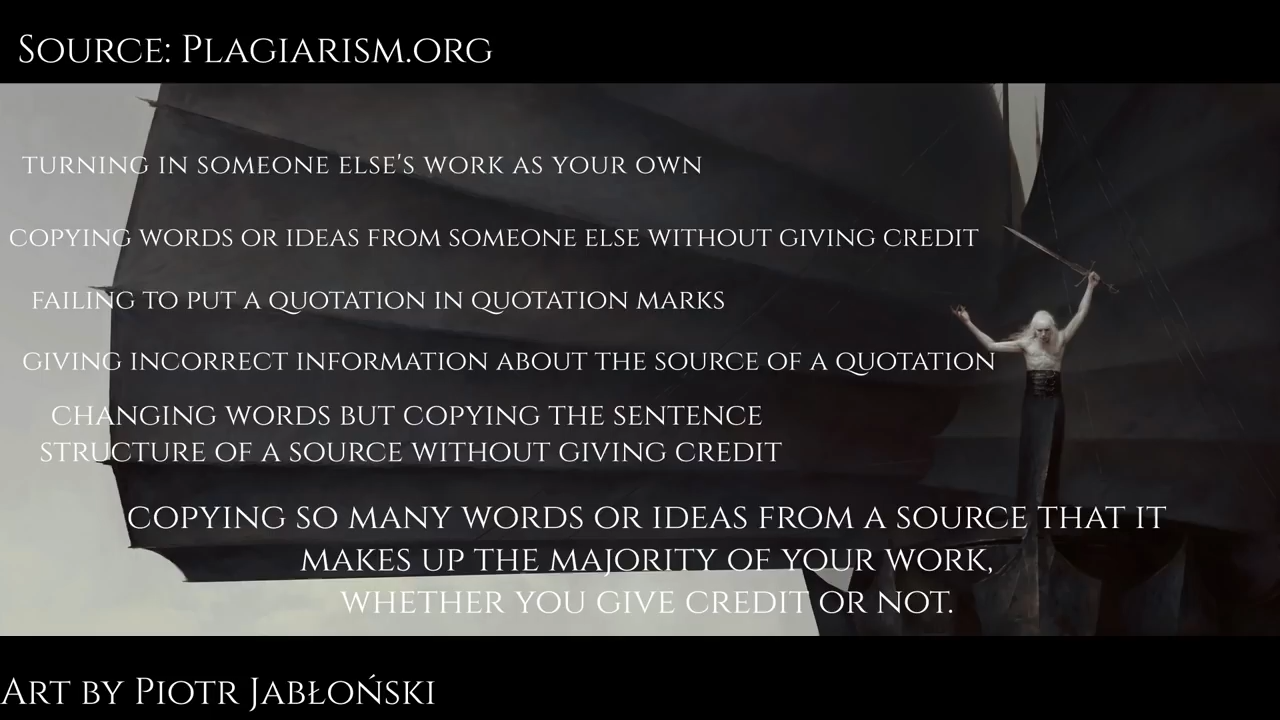 Source: Plagiarism.org
turning in someone else's work as your own
copying words or ideas from someone else without giving credit
failing to put a quotation in quotation marks
giving incorrect information about the source of a quotation
changing words but copying the sentence
structure of a source without giving credit
copying so many words or ideas from a source that it
makes up the majority of your work,
whether you give credit or not.
Art by Piotr Jabłoński